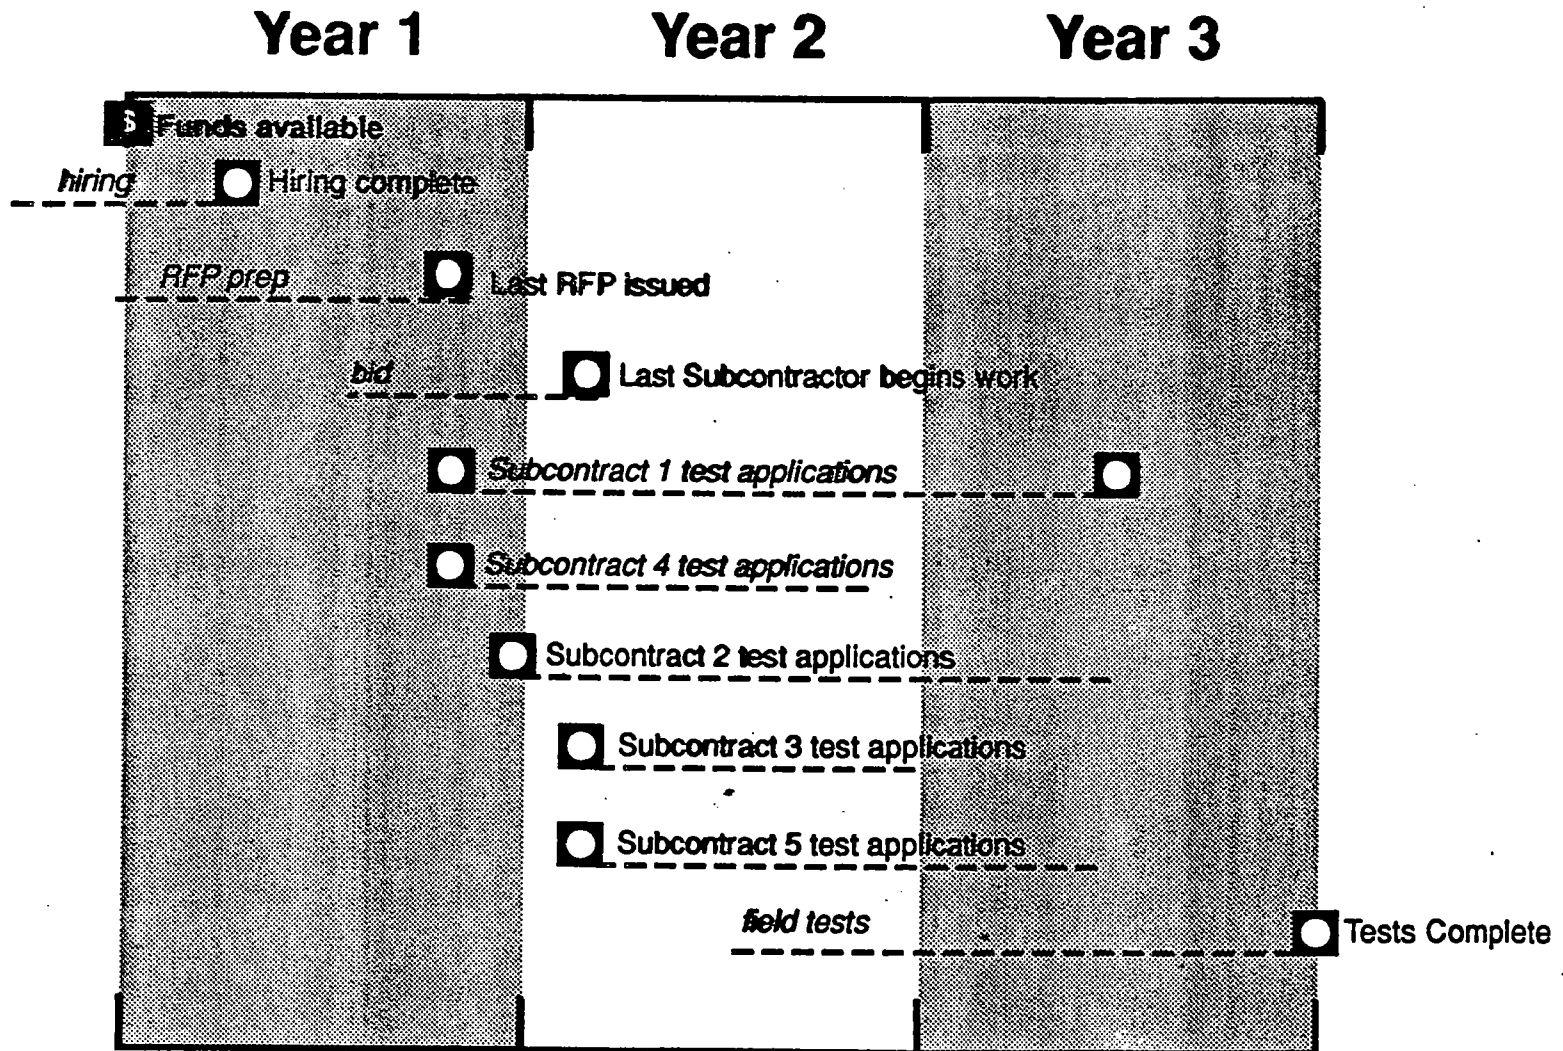 Year 1 Year 2 Year 3
$ Funds available
hiring Hiring complete
RFP prep Last RFP issued
bid Last Subcontractor begins work
Subcontract 1 test applications
Subcontract 4 test applications
Subcontract 2 test applications
Subcontract 3 test applications
Subcontract 5 test applications
field tests Tests Complete